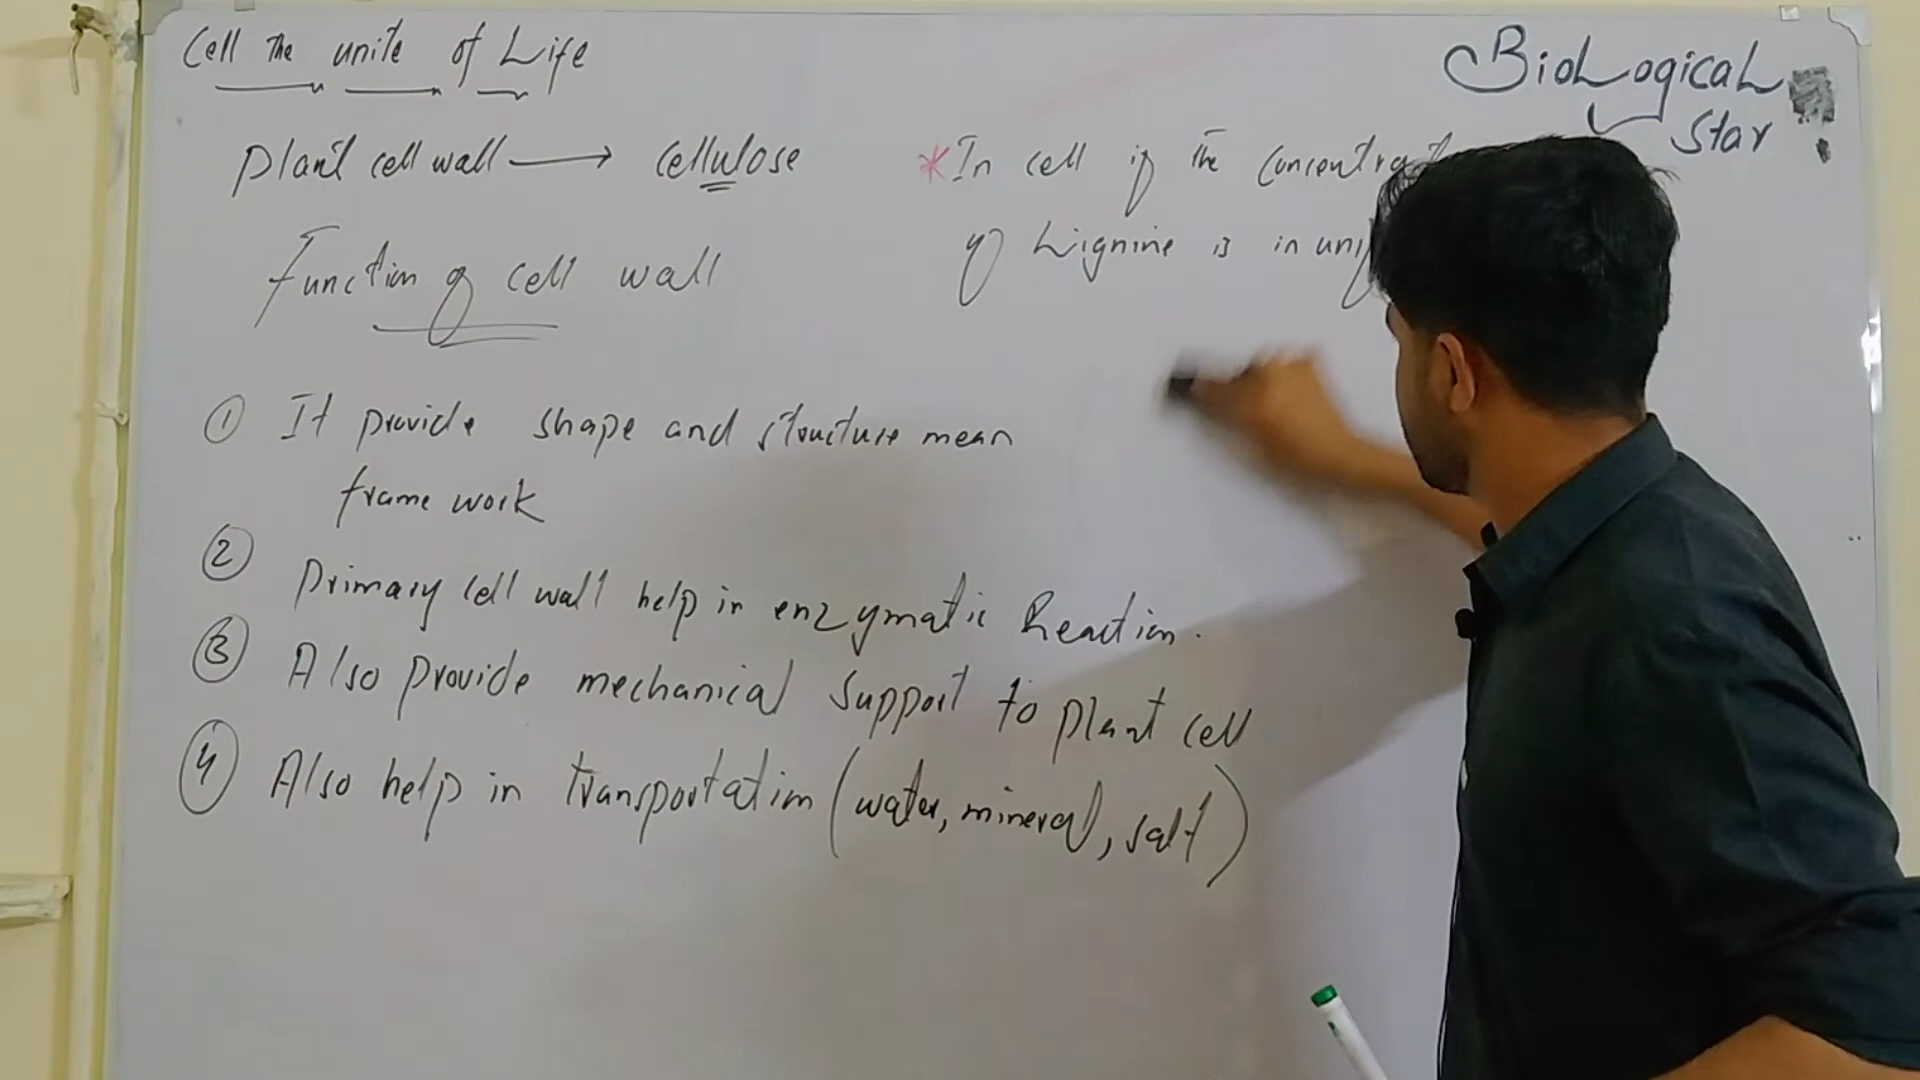 Cell The unite of Life
BioLogicaL
Star
Plant cell wall → cellulose
Function of cell wall
* In cell if the
of Lignine is in
① It provide shape and structure mean
frame work
② Primary cell wall help in enzymatic Reaction.
③ Also provide mechanical support to plant cell
④ Also help in transportation (water, mineral, salt)